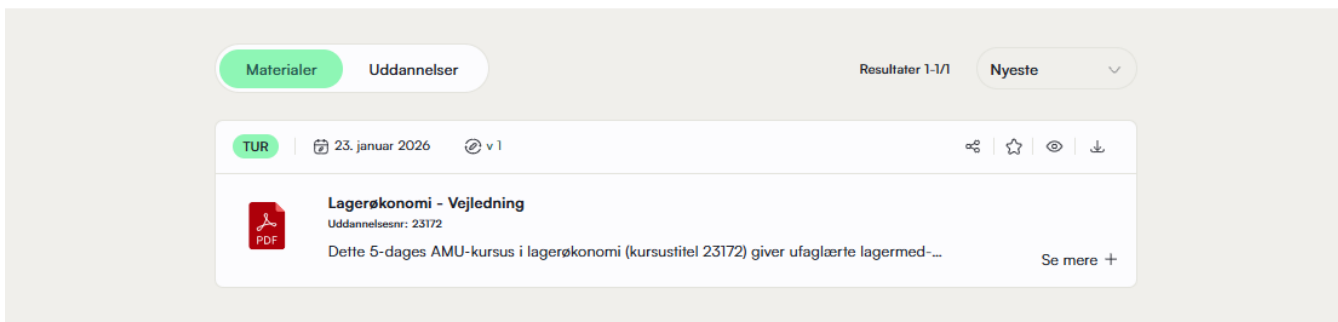 Materialer Uddannelser Resultater 1-1/1 Nyeste
TUR 23. januar 2026 v 1
Lagerøkonomi - Vejledning
Uddannelsesnr: 23172
PDF
Dette 5-dages AMU-kursus i lagerøkonomi (kursustitel 23172) giver ufaglærte lagermed-...
Se mere +